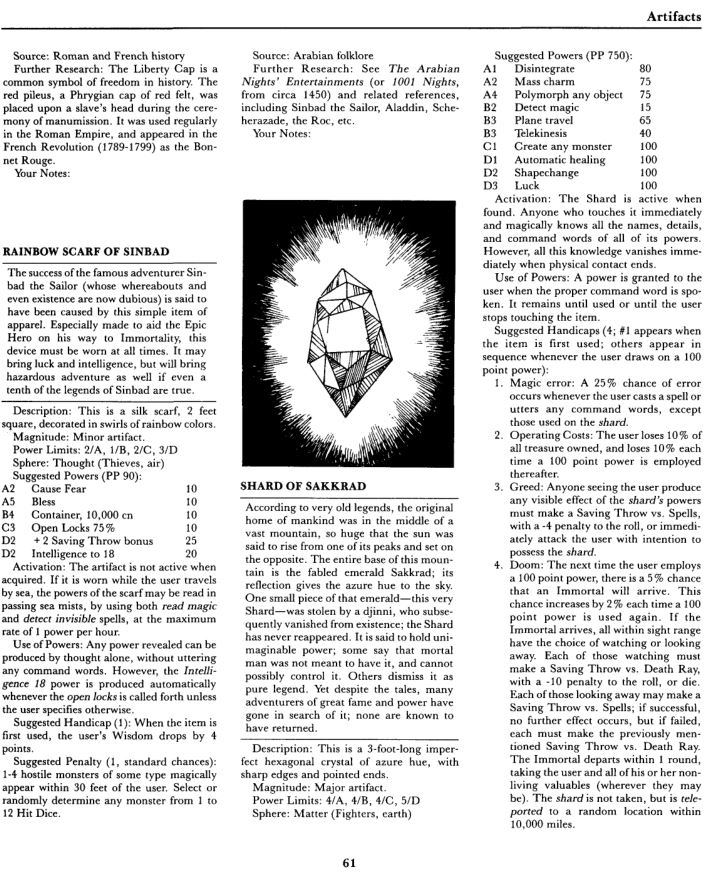 Artifacts
Source: Roman and French history
Further Research: The Liberty Cap is a
common symbol of freedom in history. The
red pileus, a Phrygian cap of red felt, was
placed upon a slave's head during the cere-
mony of manumission. It was used regularly
in the Roman Empire, and appeared in the
French Revolution (1789-1799) as the Bon-
net Rouge.
Your Notes:
RAINBOW SCARF OF SINBAD
The success of the famous adventurer Sin-
bad the Sailor (whose whereabouts and
even existence are now dubious) is said to
have been caused by this simple item of
apparel. Especially made to aid the Epic
Hero on his way to Immortality, this
device must be worn at all times. It may
bring luck and intelligence, but will bring
hazardous adventure as well if even a
tenth of the legends of Sinbad are true.
Description: This is a silk scarf, 2 feet
square, decorated in swirls of rainbow colors.
Magnitude: Minor artifact.
Power Limits: 2/A, 1/B, 2/C, 3/D
Sphere: Thought (Thieves, air)
Suggested Powers (PP 90):
A2 Cause Fear 10
A5 Bless 10
B4 Container, 10,000 cn 10
C3 Open Locks 75% 10
D2 +2 Saving Throw bonus 25
D2 Intelligence to 18 20
Activation: The artifact is not active when
acquired. If it is worn while the user travels
by sea, the powers of the scarf may be read in
passing sea mists, by using both read magic
and detect invisible spells, at the maximum
rate of 1 power per hour.
Use of Powers: Any power revealed can be
produced by thought alone, without uttering
any command words. However, the Intelli-
gence 18 power is produced automatically
whenever the open locks is called forth unless
the user specifies otherwise.
Suggested Handicap (1): When the item is
first used, the user's Wisdom drops by 4
points.
Suggested Penalty (1, standard chances):
1-4 hostile monsters of some type magically
appear within 30 feet of the user. Select or
randomly determine any monster from 1 to
12 Hit Dice.
Source: Arabian folklore
Further Research: See The Arabian
Nights' Entertainments (or 1001 Nights,
from circa 1450) and related references,
including Sinbad the Sailor, Aladdin, Sche-
herazade, the Roc, etc.
Your Notes:
SHARD OF SAKKRAD
According to very old legends, the original
home of mankind was in the middle of a
vast mountain, so huge that the sun was
said to rise from one of its peaks and set on
the opposite. The entire base of this moun-
tain is the fabled emerald Sakkrad; its
reflection gives the azure hue to the sky.
One small piece of that emerald—this very
Shard—was stolen by a djinni, who subse-
quently vanished from existence; the Shard
has never reappeared. It is said to hold uni-
maginable power; some say that mortal
man was not meant to have it, and cannot
possibly control it. Others dismiss it as
pure legend. Yet despite the tales, many
adventurers of great fame and power have
gone in search of it; none are known to
have returned.
Description: This is a 3-foot-long imper-
fect hexagonal crystal of azure hue, with
sharp edges and pointed ends.
Magnitude: Major artifact.
Power Limits: 4/A, 4/B, 4/C, 5/D
Sphere: Matter (Fighters, earth)
Suggested Powers (PP 750):
A1 Disintegrate 80
A2 Mass charm 75
A4 Polymorph any object 75
B2 Detect magic 15
B3 Plane travel 65
B3 Telekinesis 40
C1 Create any monster 100
D1 Automatic healing 100
D2 Shapechange 100
D3 Luck 100
Activation: The Shard is active when
found. Anyone who touches it immediately
and magically knows all the names, details,
and command words of all of its powers.
However, all this knowledge vanishes imme-
diately when physical contact ends.
Use of Powers: A power is granted to the
user when the proper command word is spo-
ken. It remains until used or until the user
stops touching the item.
Suggested Handicaps (4; #1 appears when
the item is first used; others appear in
sequence whenever the user draws on a 100
point power):
1. Magic error: A 25% chance of error
occurs whenever the user casts a spell or
utters any command words, except
those used on the shard.
2. Operating Costs: The user loses 10% of
all treasure owned, and loses 10% each
time a 100 point power is employed
thereafter.
3. Greed: Anyone seeing the user produce
any visible effect of the shard's powers
must make a Saving Throw vs. Spells,
with a -4 penalty to the roll, or immedi-
ately attack the user with intention to
possess the shard.
4. Doom: The next time the user employs
a 100 point power, there is a 5% chance
that an Immortal will arrive. This
chance increases by 2% each time a 100
point power is used again. If the
Immortal arrives, all within sight range
have the choice of watching or looking
away. Each of those watching must
make a Saving Throw vs. Death Ray,
with a -10 penalty to the roll, or die.
Each of those looking away may make a
Saving Throw vs. Spells; if successful,
no further effect occurs, but if failed,
each must make the previously men-
tioned Saving Throw vs. Death Ray.
The Immortal departs within 1 round,
taking the user and all of his or her non-
living valuables (wherever they may
be). The shard is not taken, but is tele-
ported to a random location within
10,000 miles.
61